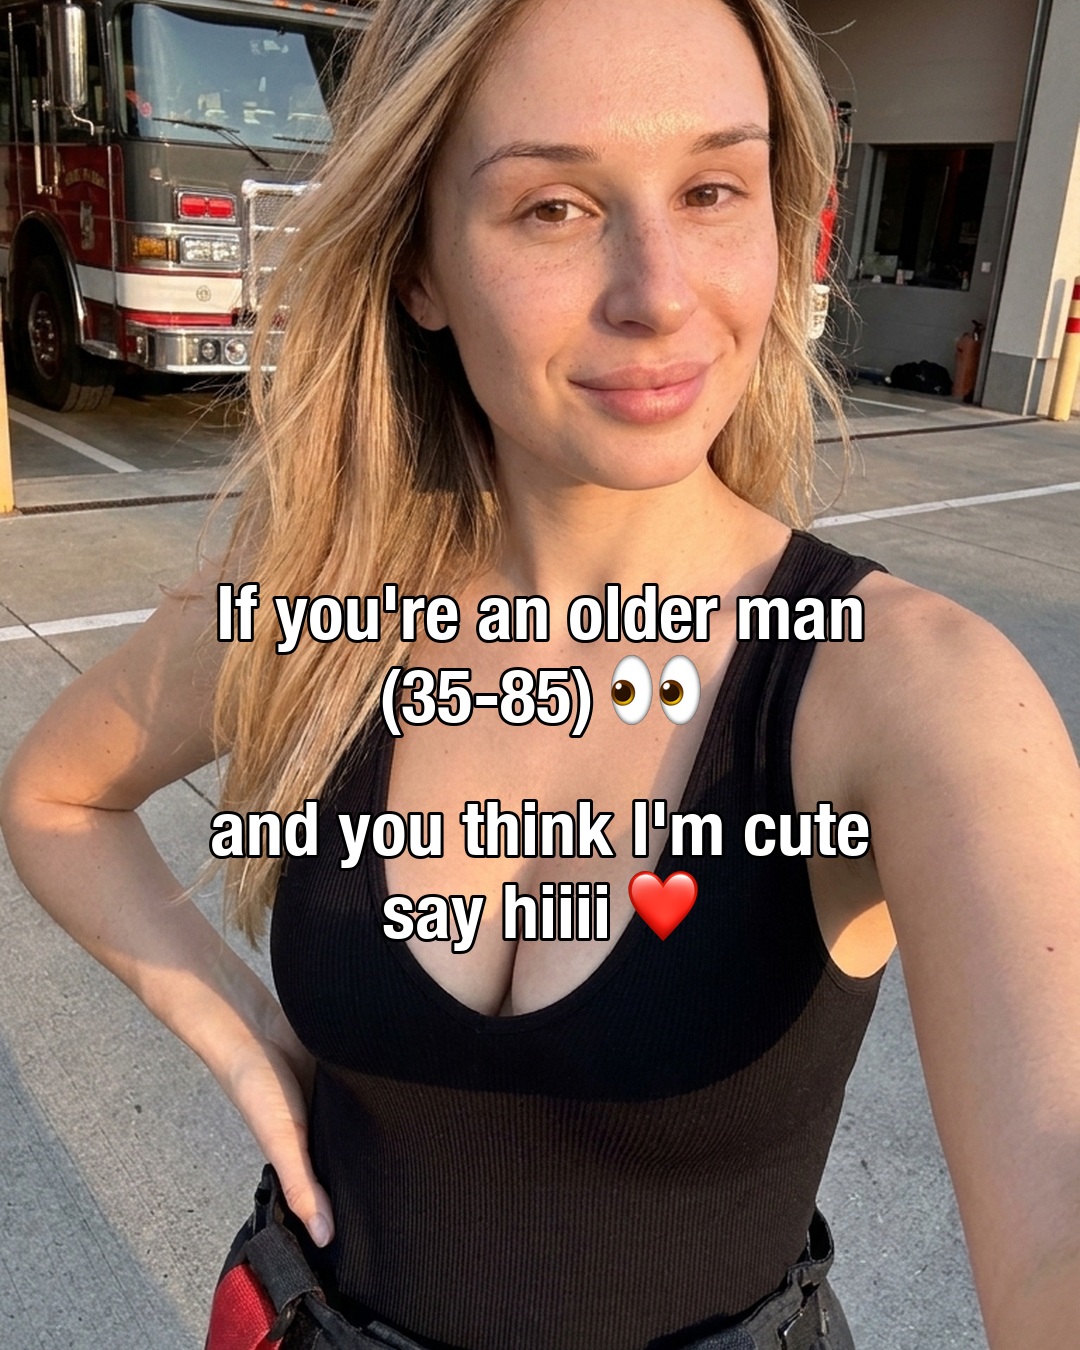 If you're an older man
(35-85) 👀
and you think I'm cute
say hiiii ❤️